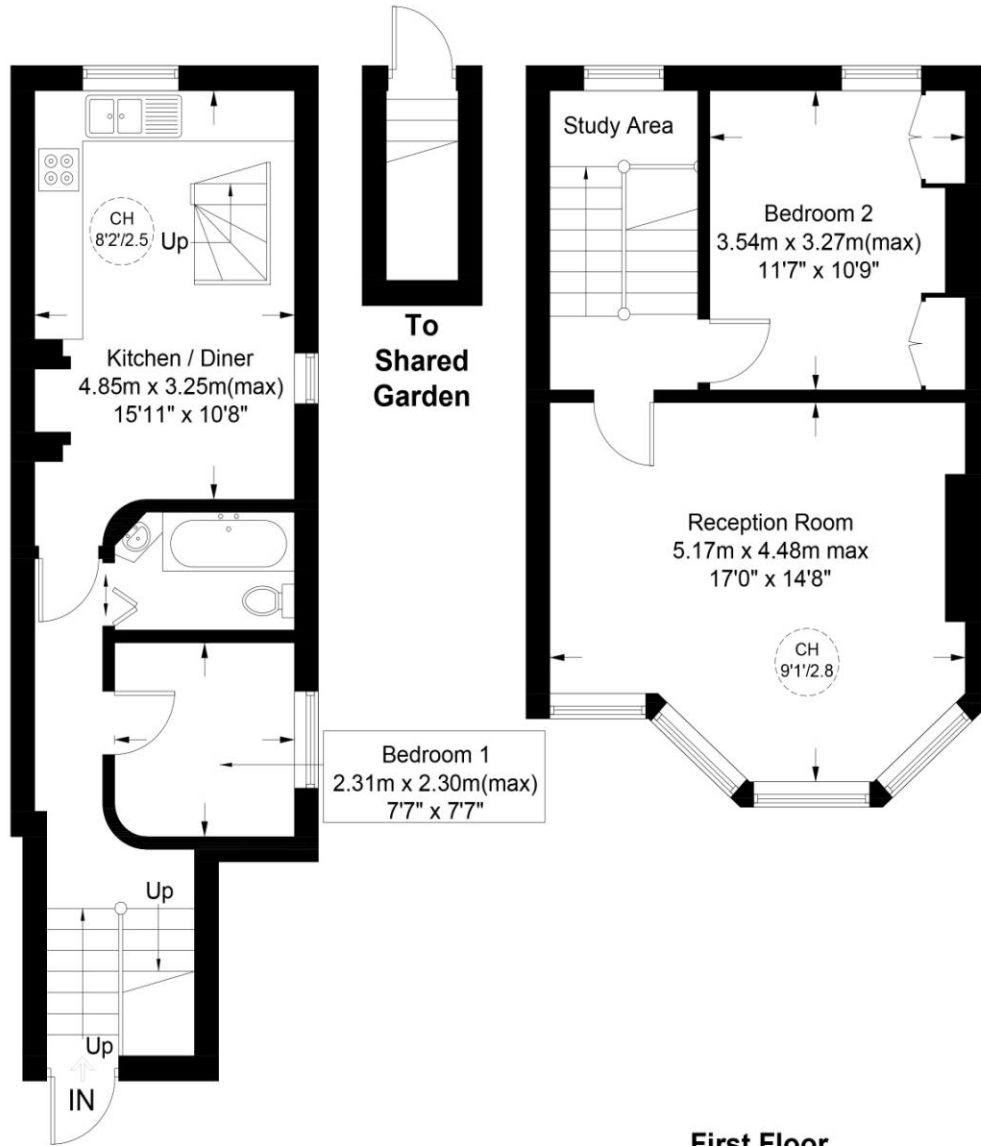 CH
8'2'/2.5
Up
Kitchen / Diner
4.85m x 3.25m(max)
15'11" x 10'8"
To
Shared
Garden
Study Area
Bedroom 2
3.54m x 3.27m(max)
11'7" x 10'9"
Reception Room
5.17m x 4.48m max
17'0" x 14'8"
CH
9'1'/2.8
Bedroom 1
2.31m x 2.30m(max)
7'7" x 7'7"
Up
Up
IN
First Floor